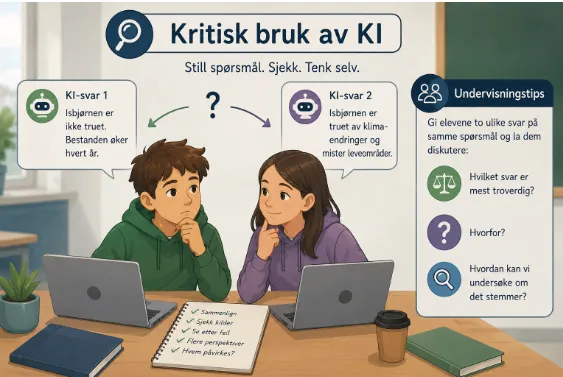 Kritisk bruk av KI
Still spørsmål. Sjekk. Tenk selv.
KI-svar 1
Isbjørnen er
ikke truet.
Bestanden øker
hvert år.
?
KI-svar 2
Isbjørnen er
truet av klima-
endringer og
mister leveområder.
Undervisningstips
Gi elevene to ulike svar på
samme spørsmål og la dem
diskutere:
Hvilket svar er
mest troverdig?
?
Hvorfor?
Hvordan kan vi
undersøke om
det stemmer?
✓ Sammenlign
✓ Sjekk kilder
✓ Se etter feil
✓ Flere perspektiver
✓ Hvem påvirkes?